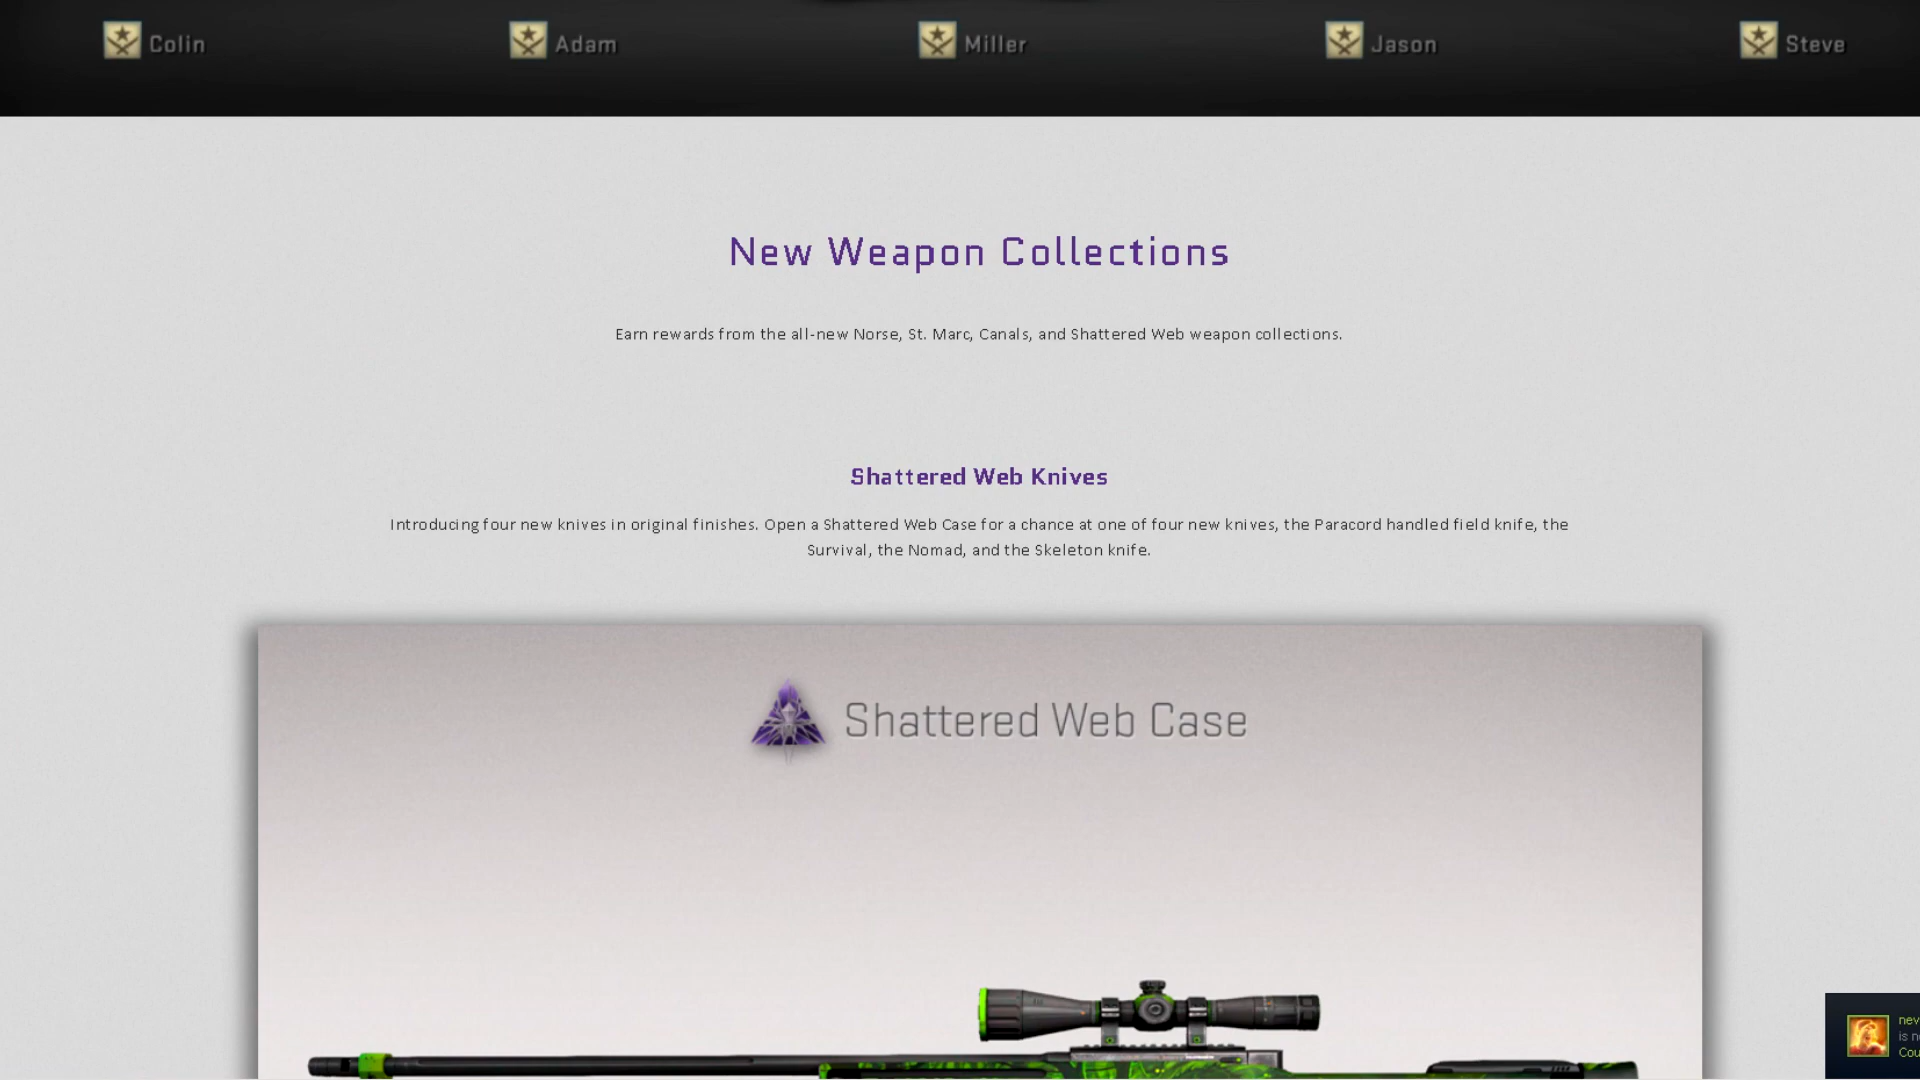 Colin
Adam
Miller
Jason
Steve
New Weapon Collections
Earn rewards from the all-new Norse, St. Marc, Canals, and Shattered Web weapon collections.
Shattered Web Knives
Introducing four new knives in original finishes. Open a Shattered Web Case for a chance at one of four new knives, the Paracord handled field knife, the
Survival, the Nomad, and the Skeleton knife.
Shattered Web Case
nev
is n
Cou